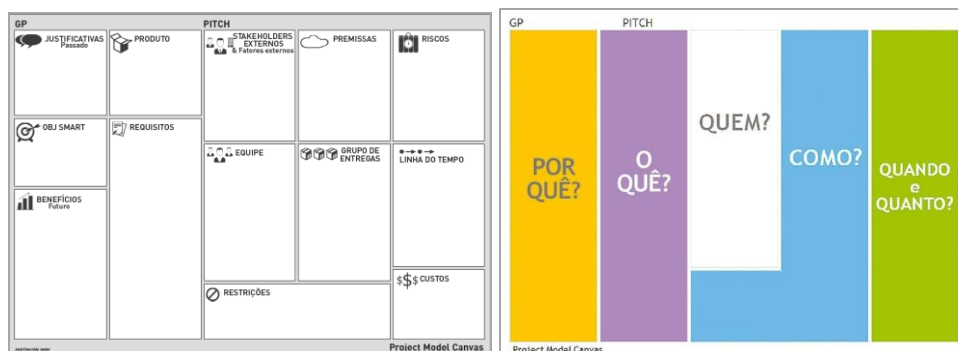 GP
PITCH
JUSTIFICATIVAS
Passado
PRODUTO
STAKEHOLDERS
EXTERNOS
& Fatores externos
PREMISSAS
RISCOS
OBJ SMART
REQUISITOS
EQUIPE
GRUPO DE
ENTREGAS
LINHA DO TEMPO
BENEFÍCIOS
Futuro
RESTRIÇÕES
$$$ CUSTOS
Project Model Canvas
GP
PITCH
POR
QUÊ?
O
QUÊ?
QUEM?
COMO?
QUANDO
e
QUANTO?
Project Model Canvas